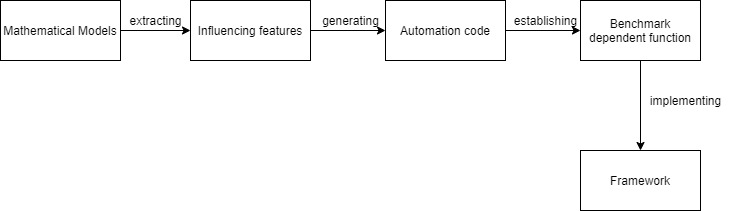 extracting
generating
establishing
Mathematical Models
Influencing features
Automation code
Benchmark
dependent function
implementing
Framework